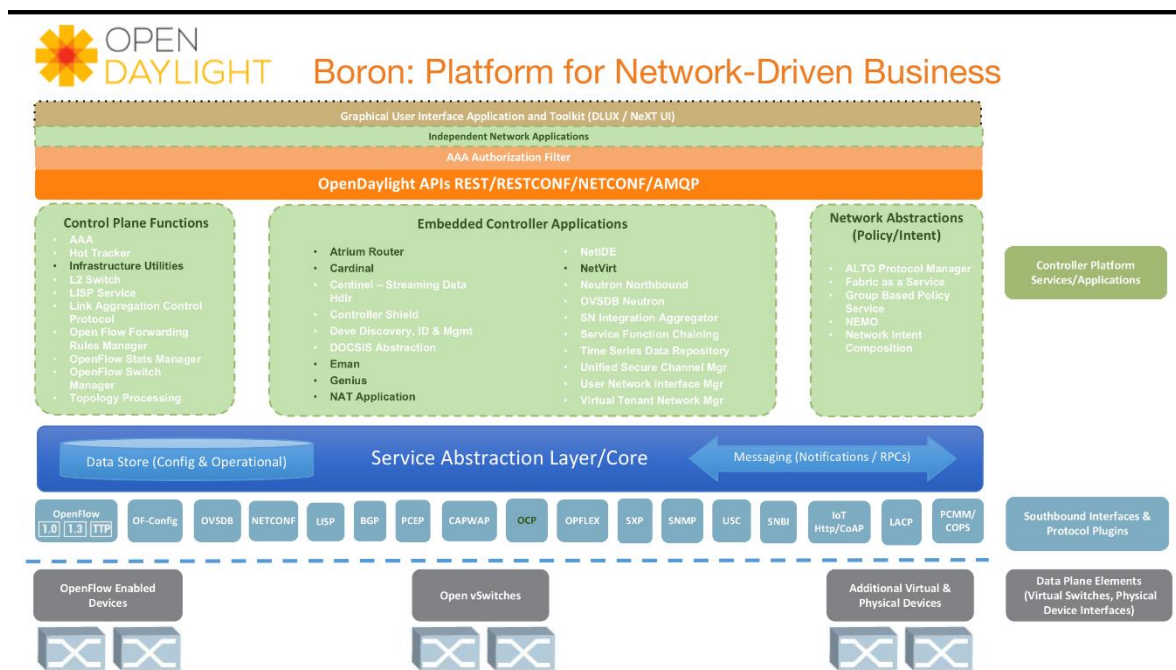 OPEN
DAYLIGHT
Boron: Platform for Network-Driven Business
Graphical User Interface Application and Toolkit (DLUX / NeXT UI)
Independent Network Applications
AAA Authorization Filter
OpenDaylight APIs REST/RESTCONF/NETCONF/AMQP
Control Plane Functions
• AAA
• Hot Tracker
• Infrastructure Utilities
• L2 Switch
• LISP Service
• Link Aggregation Control
Protocol
• Open Flow Forwarding
Rules Manager
• OpenFlow Stats Manager
• OpenFlow Switch
Manager
• Topology Processing
Embedded Controller Applications
• Atrium Router
• Cardinal
• Centinel – Streaming Data
Hdlr
• Controller Shield
• Deve Discovery, ID & Mgmt
• DOCSIS Abstraction
• Eman
• Genius
• NAT Application
• NetIDE
• NetVirt
• Neutron Northbound
• OVSDB Neutron
• SN Integration Aggregator
• Service Function Chaining
• Time Series Data Repository
• Unified Secure Channel Mgr
• User Network Interface Mgr
• Virtual Tenant Network Mgr
Network Abstractions
(Policy/Intent)
• ALTO Protocol Manager
• Fabric as a Service
• Group Based Policy
Service
• NEMO
• Network Intent
Composition
Controller Platform
Services/Applications
Data Store (Config & Operational)
Service Abstraction Layer/Core
Messaging (Notifications / RPCs)
OpenFlow
1.0 1.3 TTP
OF-Config
OVSDB
NETCONF
LISP
BGP
PCEP
CAPWAP
OCP
OPFLEX
SXP
SNMP
USC
SNBI
IoT
Http/CoAP
LACP
PCMM/
COPS
Southbound Interfaces &
Protocol Plugins
OpenFlow Enabled
Devices
Open vSwitches
Additional Virtual &
Physical Devices
Data Plane Elements
(Virtual Switches, Physical
Device Interfaces)